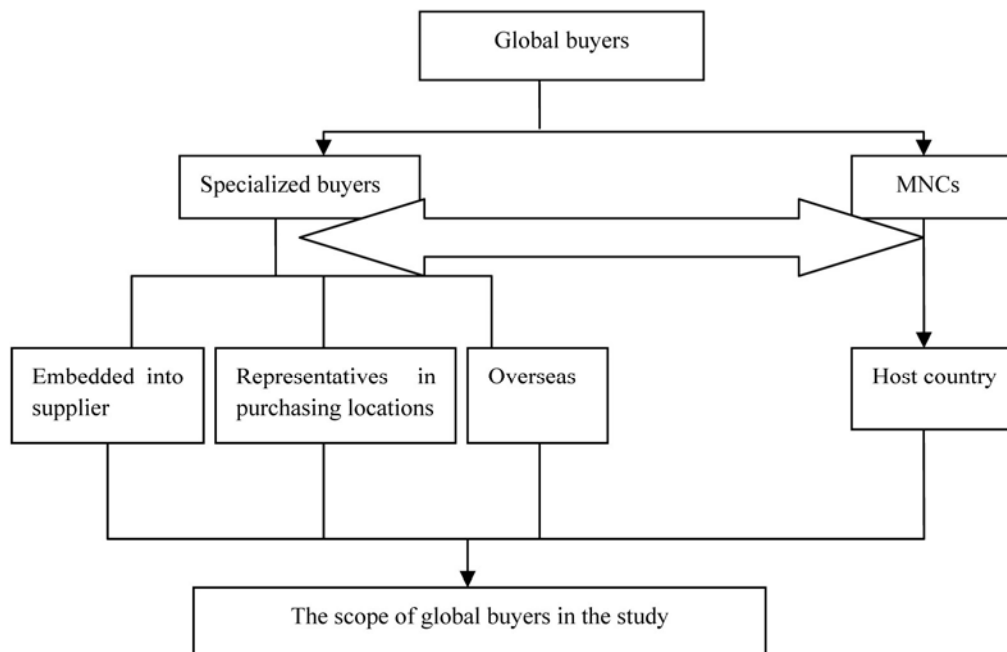 Global buyers
Specialized buyers
MNCs
Embedded into
supplier
Representatives in
purchasing locations
Overseas
Host country
The scope of global buyers in the study